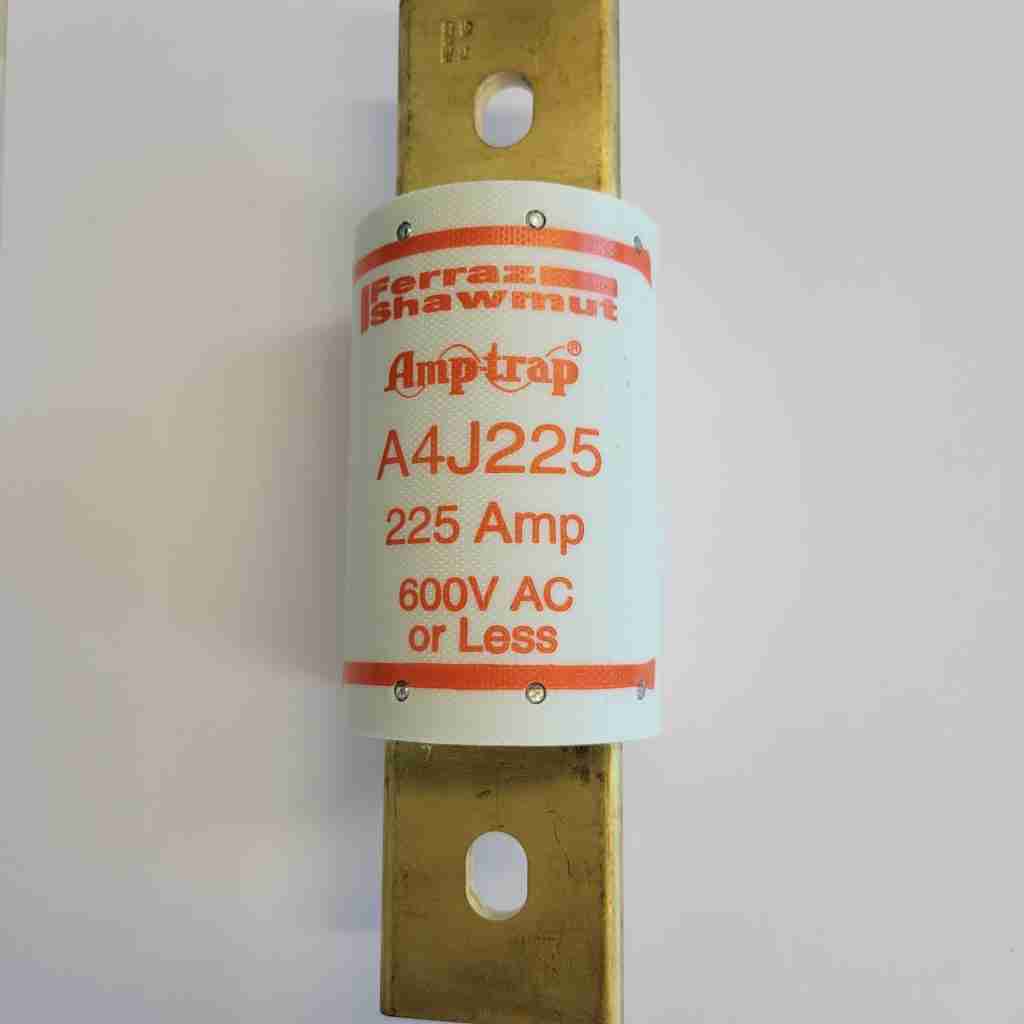 Ferraz
Shawmut
Amp-trap®
A4J225
225 Amp
600V AC
or Less